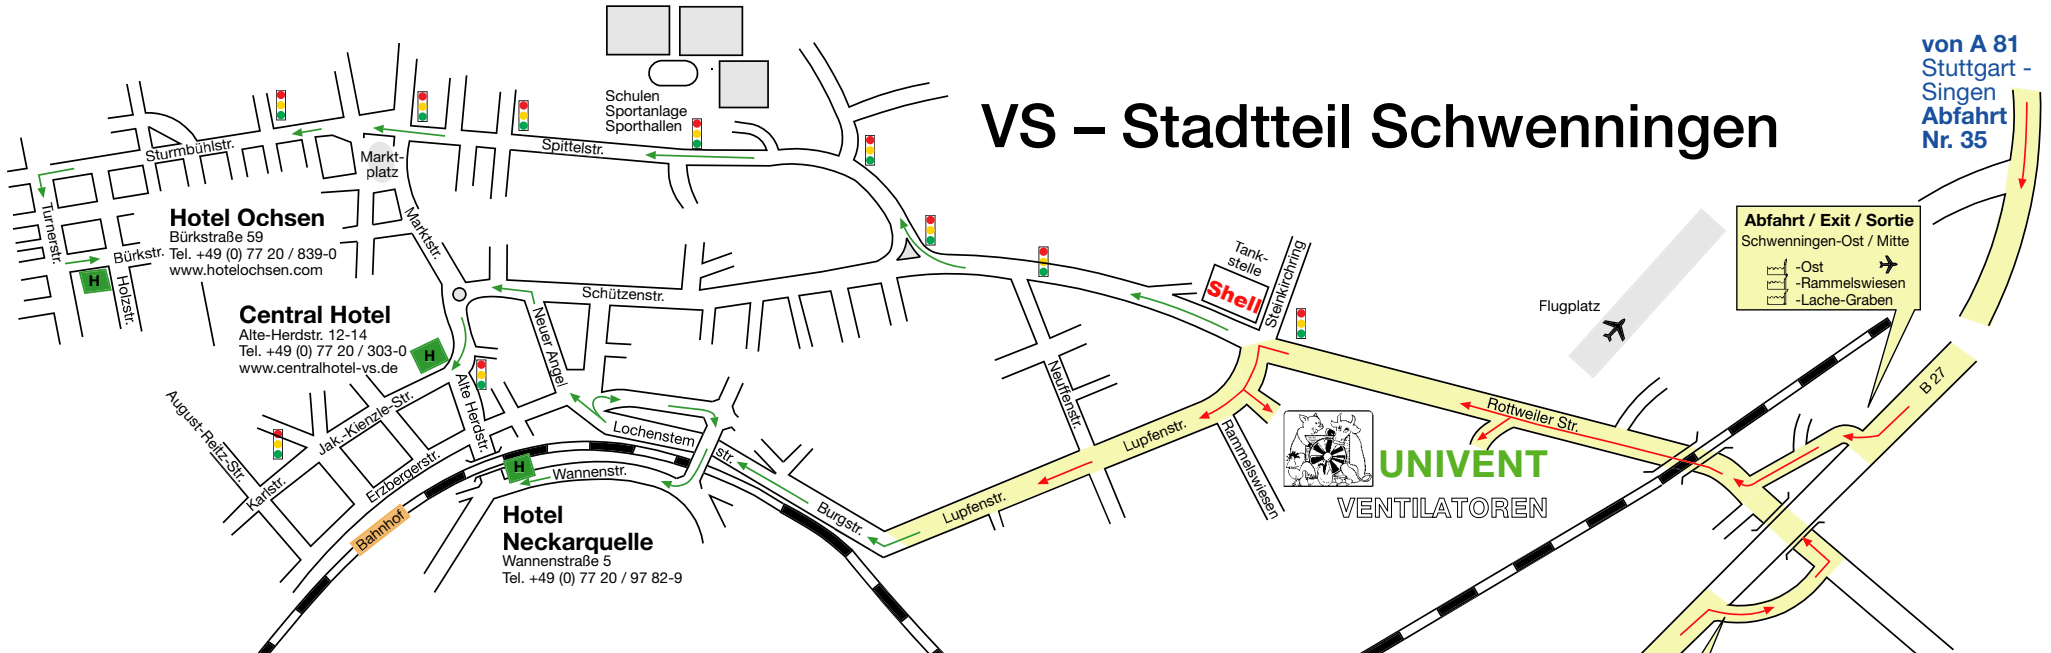 VS – Stadtteil Schwenningen
von A 81
Stuttgart -
Singen
Abfahrt
Nr. 35
Schulen
Sportanlage
Sporthallen
Sturmbühlstr.
Markt-
platz
Spittelstr.
Turnerstr.
Bürkstr.
Holzstr.
H
Hotel Ochsen
Bürkstraße 59
Tel. +49 (0) 77 20 / 839-0
www.hotelochsen.com
Marktstr.
Central Hotel
Alte-Herdstr. 12-14
Tel. +49 (0) 77 20 / 303-0
www.centralhotel-vs.de
H
Schützenstr.
Neuer Angel
Alte Herdstr.
August-Reitz-Str.
Jak.-Kienzle-Str.
Karlstr.
Erzbergerstr.
Bahnhof
Lochenstem
str.
H
Wannenstr.
Hotel
Neckarquelle
Wannenstraße 5
Tel. +49 (0) 77 20 / 97 82-9
Burgstr.
Lupfenstr.
Lupfenstr.
Neuffenstr.
Rammelswiesen
Tank-
stelle
Shell
Steinkirchring
UNIVENT
VENTILATOREN
Rottweiler Str.
Flugplatz
Abfahrt / Exit / Sortie
Schwenningen-Ost / Mitte
-Ost
-Rammelswiesen
-Lache-Graben
B 27